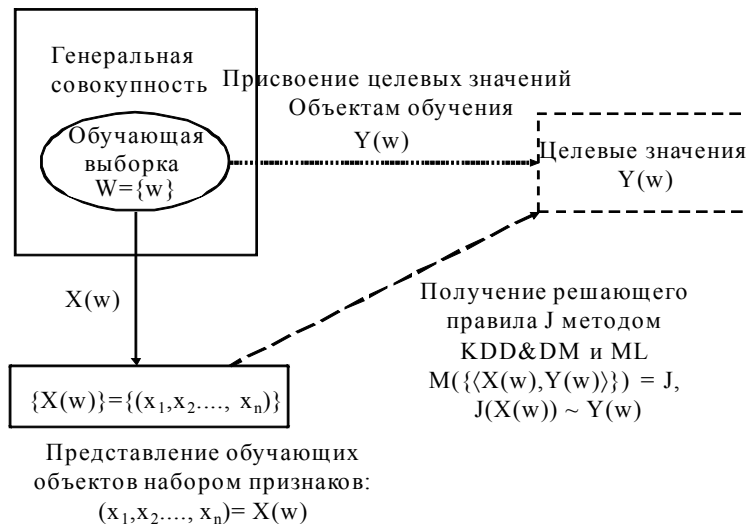 Генеральная
совокупность
Присвоение целевых значений
Объектам обучения
Y(w)
Обучающая
выборка
W={w}
Целевые значения
Y(w)
X(w)
Получение решающего
правила J методом
KDD&DM и ML
M({⟨X(w),Y(w)⟩}) = J,
J(X(w)) ~ Y(w)
{X(w)}={(x₁,x₂...., xₙ)}
Представление обучающих
объектов набором признаков:
(x₁,x₂...., xₙ)= X(w)